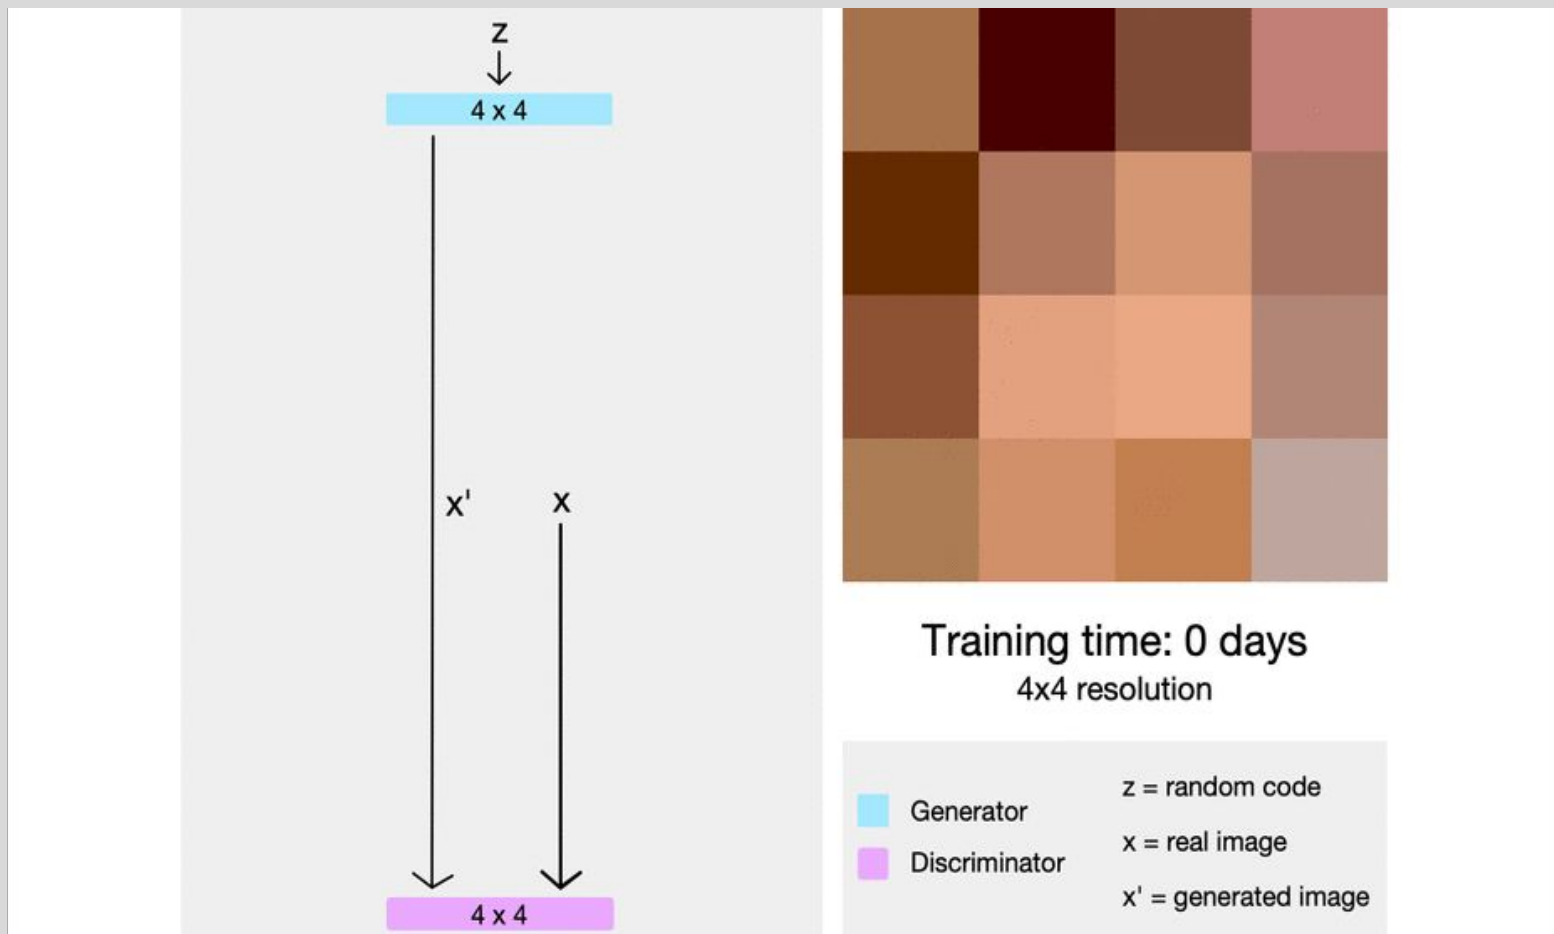 z
4 x 4
x'
x
4 x 4
Training time: 0 days
4x4 resolution
Generator
Discriminator
z = random code
x = real image
x' = generated image